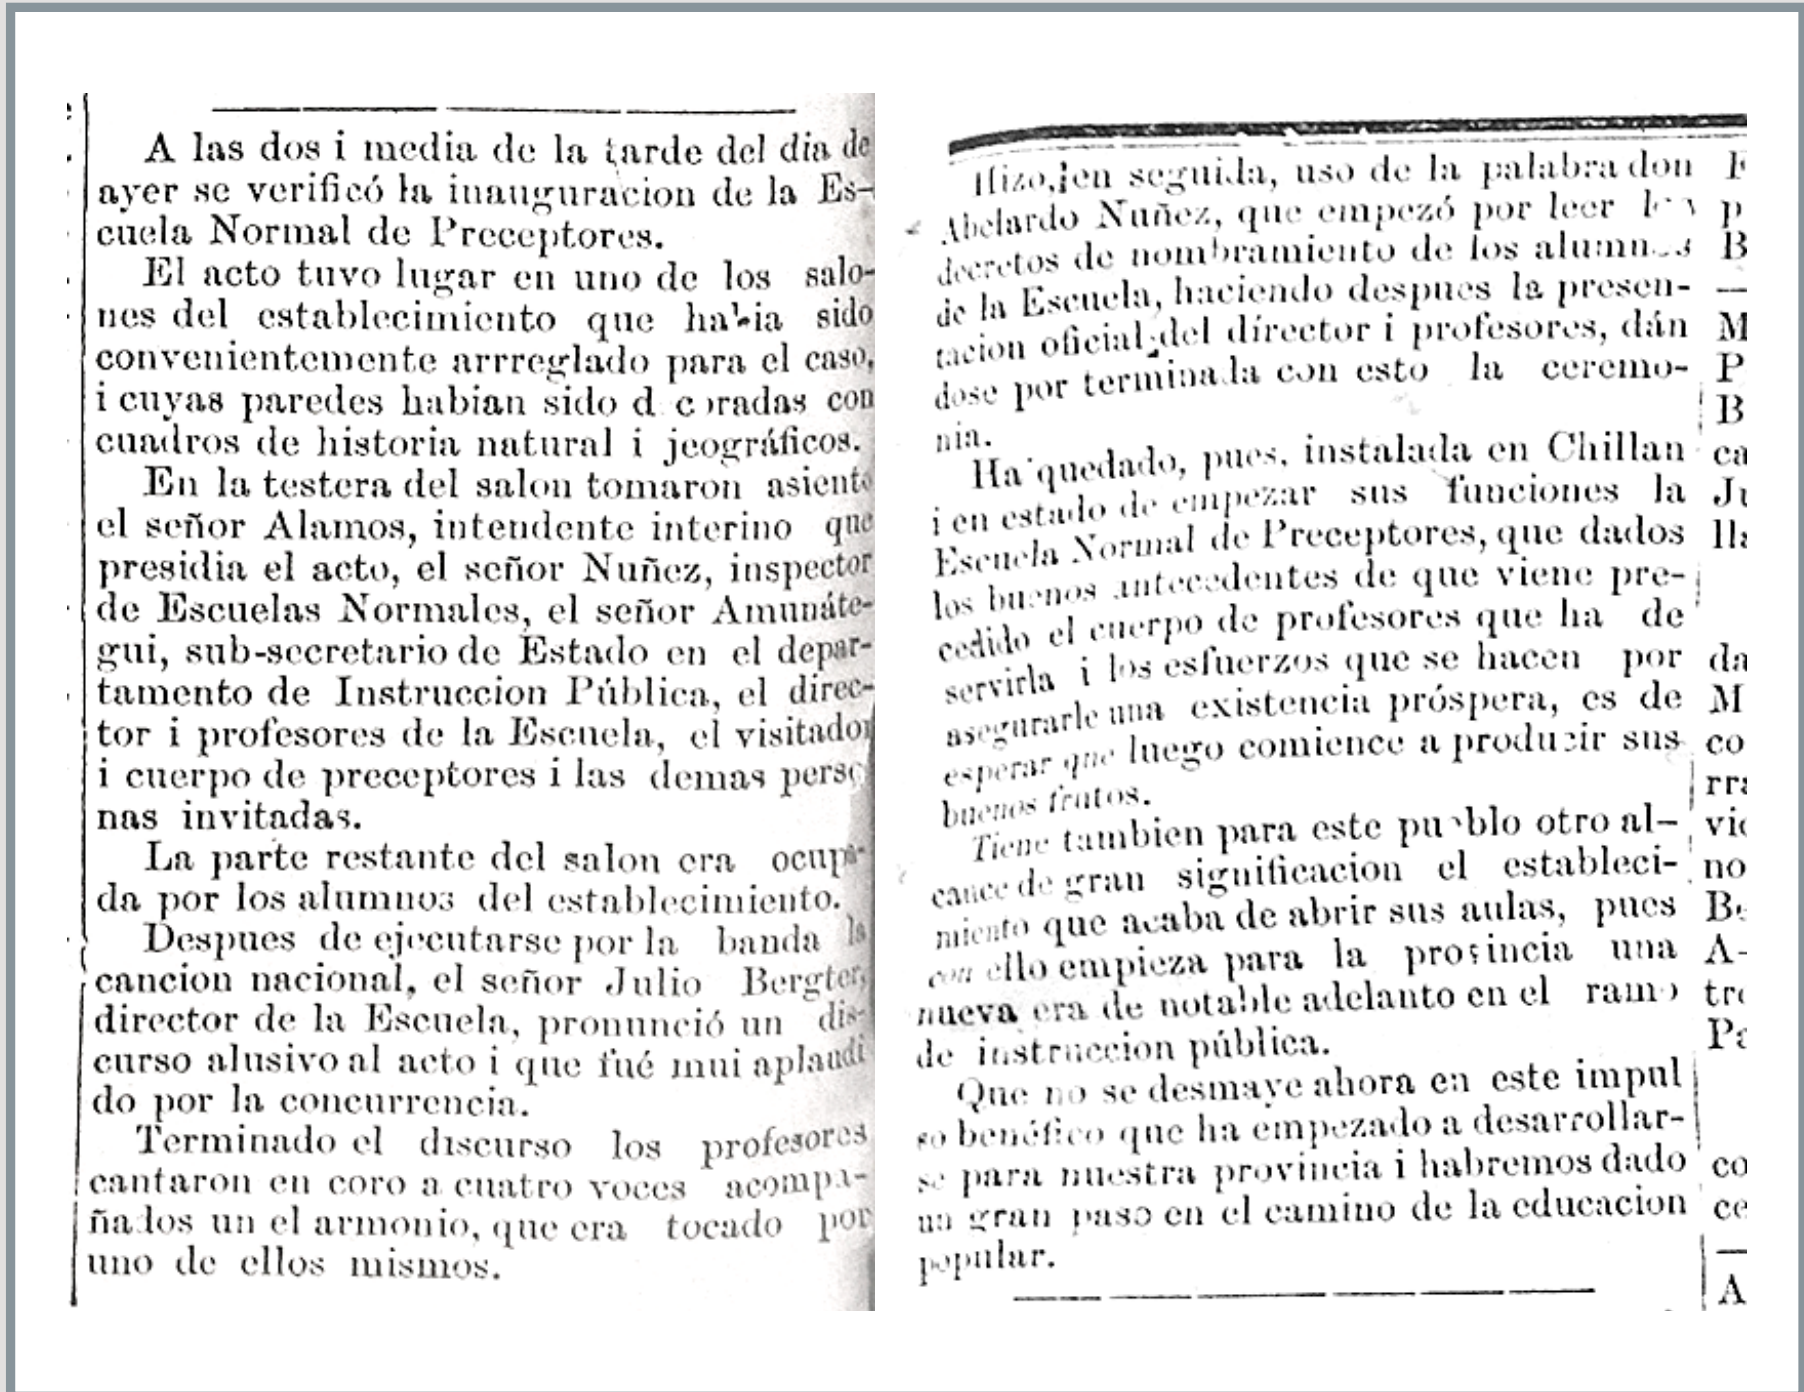 A las dos i media de la tarde del dia de
ayer se verificó la inauguracion de la Es-
cuela Normal de Preceptores.
El acto tuvo lugar en uno de los salo-
nes del establecimiento que habia sido
convenientemente arrreglado para el caso,
i cuyas paredes habian sido d c radas con
cuadros de historia natural i jeográficos.
En la testera del salon tomaron asiento
el señor Alamos, intendente interino que
presidia el acto, el señor Nuñez, inspector
de Escuelas Normales, el señor Amunáte-
gui, sub-secretario de Estado en el depar-
tamento de Instruccion Pública, el direc-
tor i profesores de la Escuela, el visitador
i cuerpo de preceptores i las demas perso
nas invitadas.
La parte restante del salon era ocupa-
da por los alumnos del establecimiento.
Despues de ejecutarse por la banda la
cancion nacional, el señor Julio Bergter,
director de la Escuela, pronunció un dis-
curso alusivo al acto i que fué mui aplaudi
do por la concurrencia.
Terminado el discurso los profesores
cantaron en coro a cuatro voces acompa-
ñados un el armonio, que era tocado por
uno de ellos mismos.
Hizo, en seguida, uso de la palabra don
Abelardo Nuñez, que empezó por leer los
decretos de nombramiento de los alumnos
de la Escuela, haciendo despues la presen-
tacion oficial del director i profesores, dán
dose por terminada con esto la ceremo-
nia.
Ha quedado, pues, instalada en Chillan
i en estado de empezar sus funciones la
Escuela Normal de Preceptores, que dados
los buenos antecedentes de que viene pre-
cedido el cuerpo de profesores que ha de
servirla i los esfuerzos que se hacen por
asegurarle una existencia próspera, es de
esperar que luego comience a producir sus
buenos frutos.
Tiene tambien para este pueblo otro al-
cance de gran significacion el estableci-
miento que acaba de abrir sus aulas, pues
con ello empieza para la provincia una
nueva era de notable adelanto en el ramo
de instruccion pública.
Que no se desmaye ahora en este impul
so benéfico que ha empezado a desarrollar-
se para nuestra provincia i habremos dado
un gran paso en el camino de la educacion
popular.